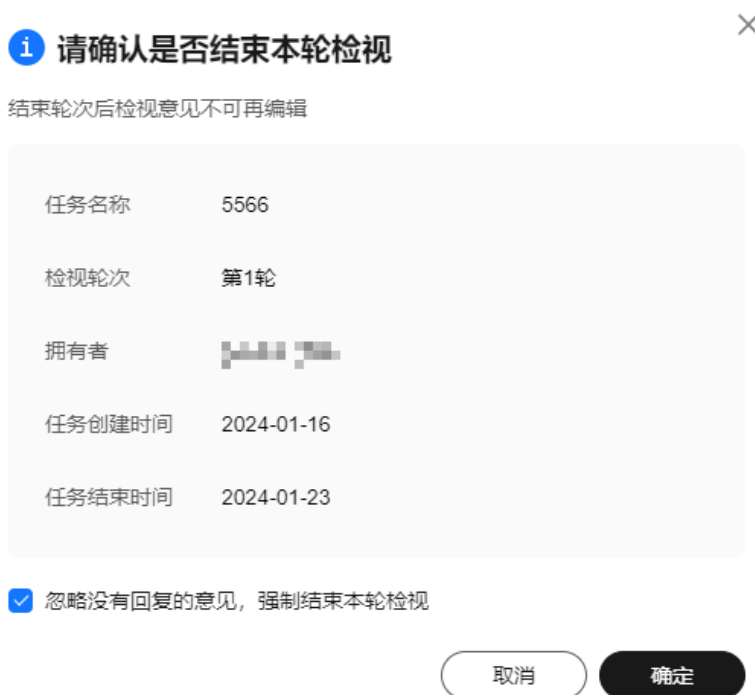 请确认是否结束本轮检视
结束轮次后检视意见不可再编辑
任务名称 5566
检视轮次 第1轮
拥有者
任务创建时间 2024-01-16
任务结束时间 2024-01-23
忽略没有回复的意见，强制结束本轮检视
取消 确定